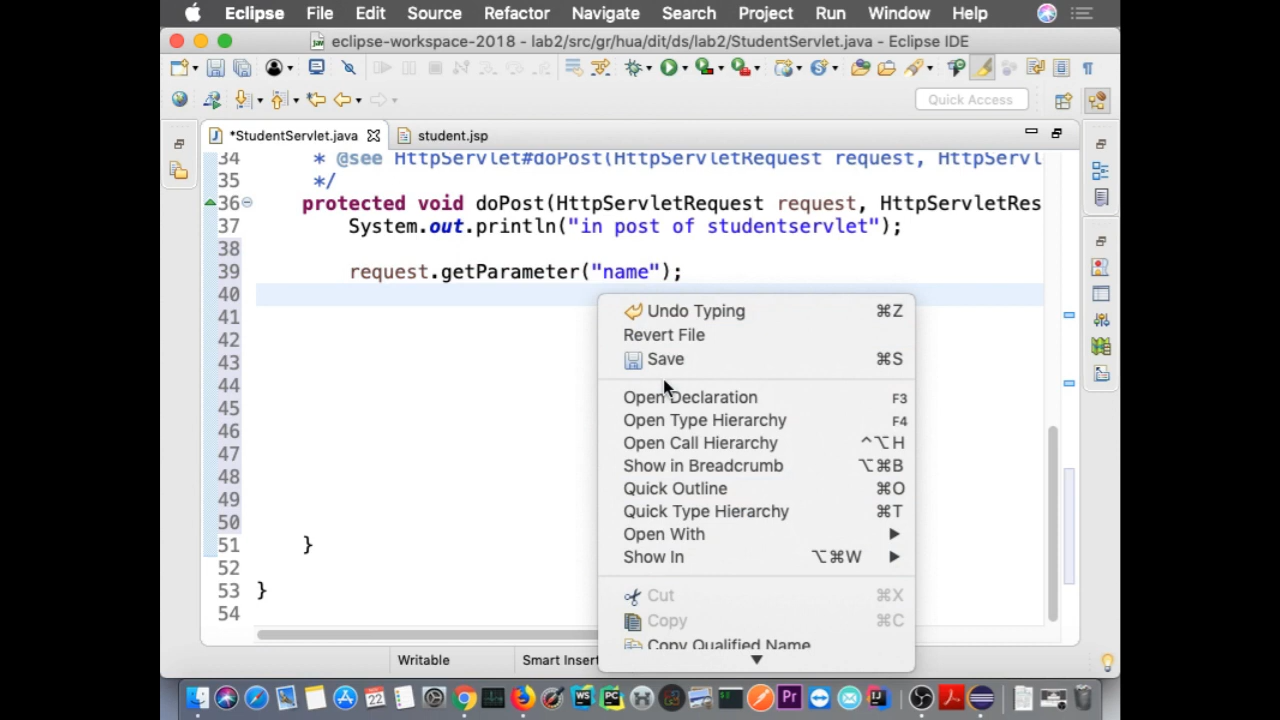 Eclipse File Edit Source Refactor Navigate Search Project Run Window Help
eclipse-workspace-2018 - lab2/src/gr/hua/dit/ds/lab2/StudentServlet.java - Eclipse IDE
Quick Access
*StudentServlet.java student.jsp
34 * @see HttpServlet#doPost(HttpServletRequest request, HttpServl
35 */
36 protected void doPost(HttpServletRequest request, HttpServletRes
37 System.out.println("in post of studentservlet");
38
39 request.getParameter("name");
40
41
42
43
44
45
46
47
48
49
50
51 }
52
53 }
54
Undo Typing ⌘Z
Revert File
Save ⌘S
Open Declaration F3
Open Type Hierarchy F4
Open Call Hierarchy ^⌥H
Show in Breadcrumb ⌥⌘B
Quick Outline ⌘O
Quick Type Hierarchy ⌘T
Open With
Show In ⌥⌘W
Cut ⌘X
Copy ⌘C
Copy Qualified Name
Writable Smart Insert
22 WS PC Pr